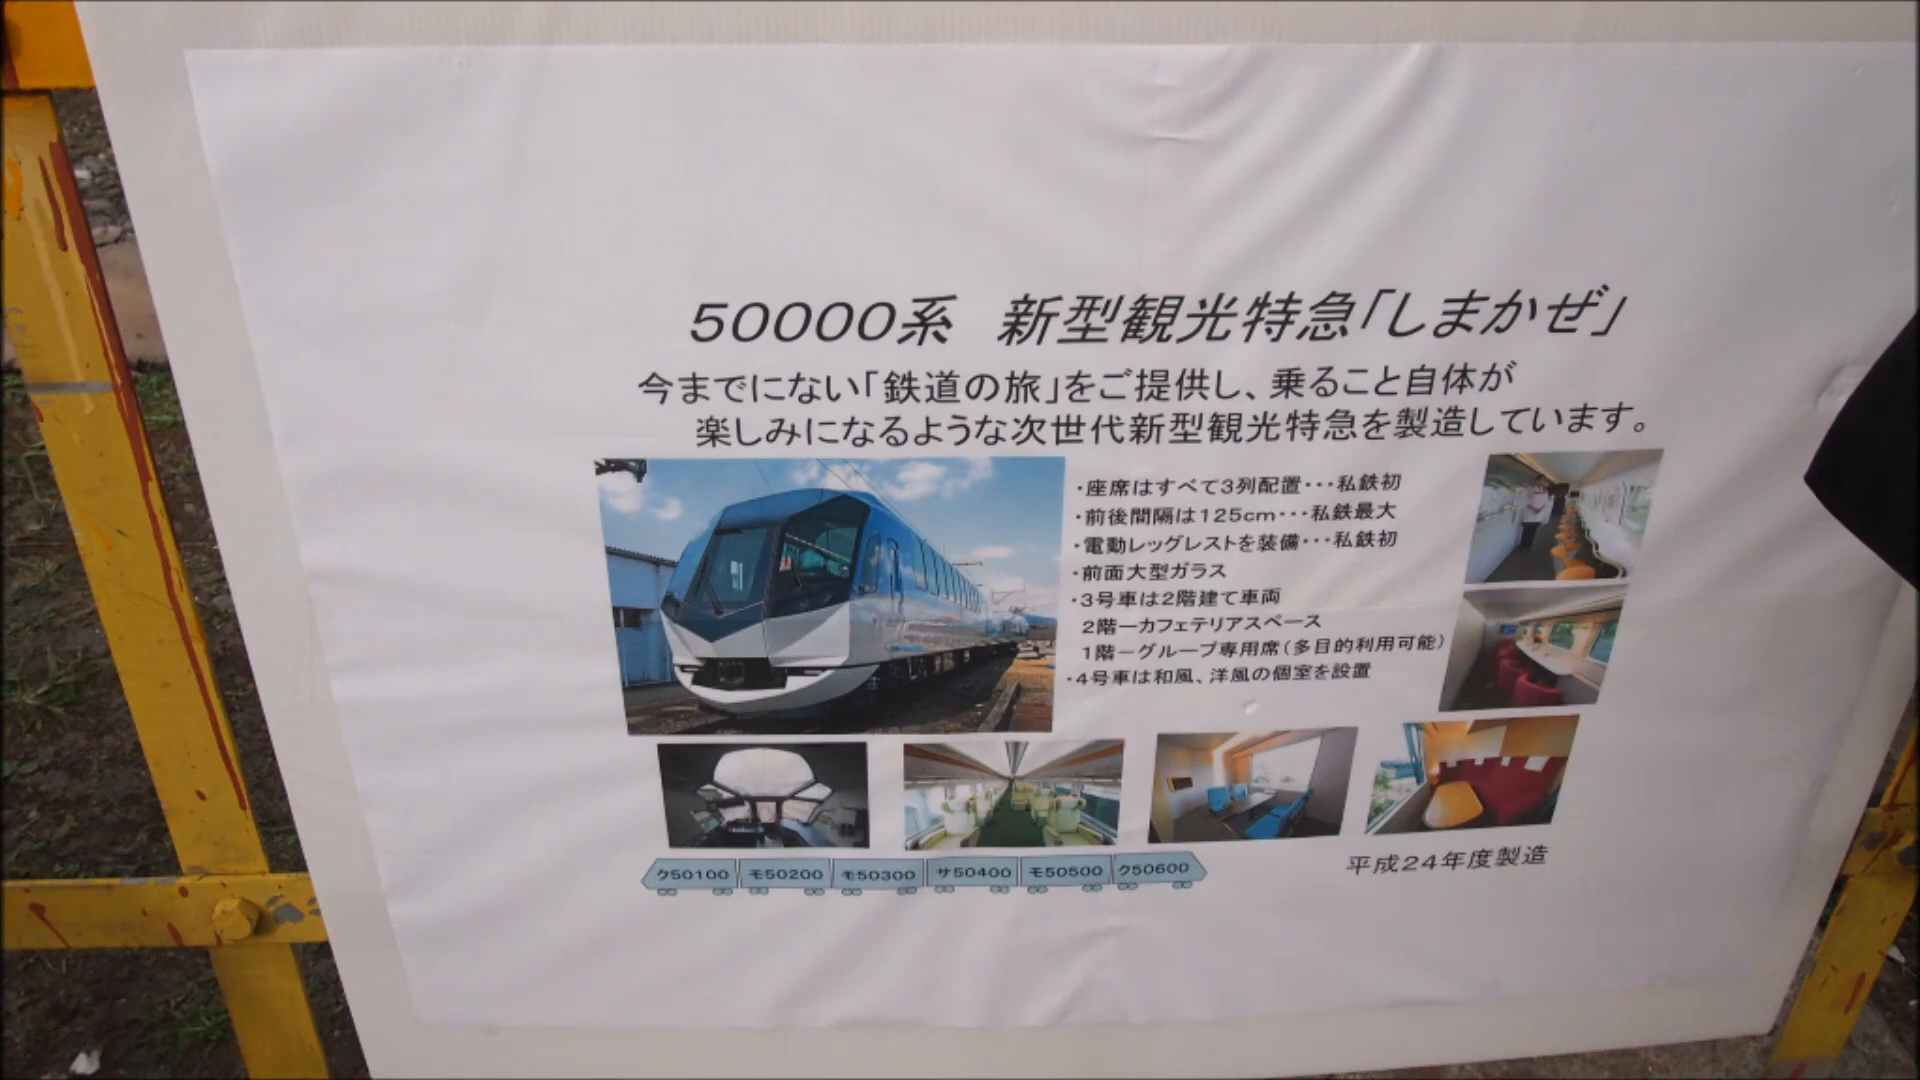 50000系　新型観光特急「しまかぜ」
今までにない「鉄道の旅」をご提供し、乗ること自体が
楽しみになるような次世代新型観光特急を製造しています。
・座席はすべて3列配置･･･私鉄初
・前後間隔は125cm･･･私鉄最大
・電動レッグレストを装備･･･私鉄初
・前面大型ガラス
・3号車は2階建て車両
2階－カフェテリアスペース
1階－グループ専用席(多目的利用可能)
・4号車は和風、洋風の個室を設置
ク50100 モ50200 モ50300 サ50400 モ50500 ク50600
平成24年度製造